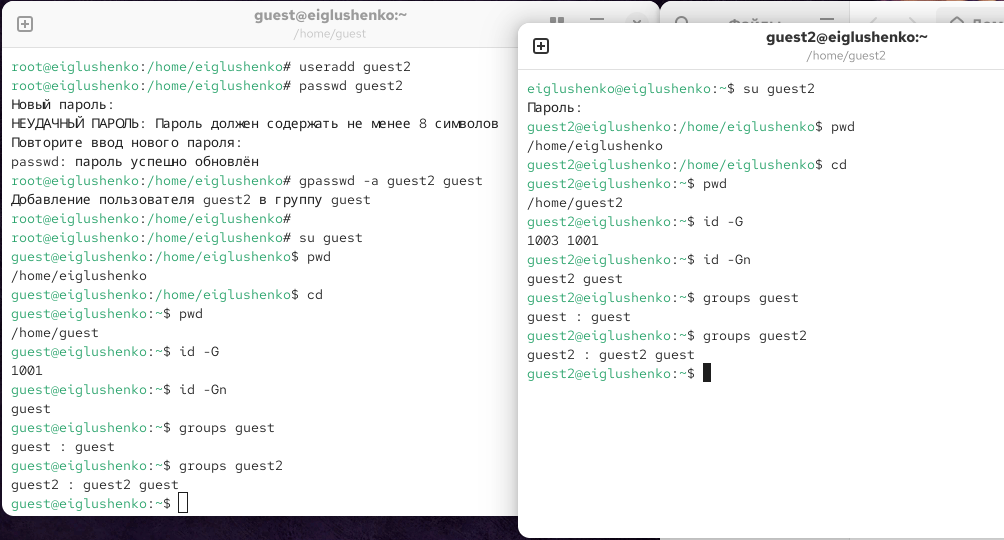 guest@eiglushenko:~
/home/guest
root@eiglushenko:/home/eiglushenko# useradd guest2
root@eiglushenko:/home/eiglushenko# passwd guest2
Новый пароль:
НЕУДАЧНЫЙ ПАРОЛЬ: Пароль должен содержать не менее 8 символов
Повторите ввод нового пароля:
passwd: пароль успешно обновлён
root@eiglushenko:/home/eiglushenko# gpasswd -a guest2 guest
Добавление пользователя guest2 в группу guest
root@eiglushenko:/home/eiglushenko#
root@eiglushenko:/home/eiglushenko# su guest
guest@eiglushenko:/home/eiglushenko$ pwd
/home/eiglushenko
guest@eiglushenko:/home/eiglushenko$ cd
guest@eiglushenko:~$ pwd
/home/guest
guest@eiglushenko:~$ id -G
1001
guest@eiglushenko:~$ id -Gn
guest
guest@eiglushenko:~$ groups guest
guest : guest
guest@eiglushenko:~$ groups guest2
guest2 : guest2 guest
guest@eiglushenko:~$
guest2@eiglushenko:~
/home/guest2
eiglushenko@eiglushenko:~$ su guest2
Пароль:
guest2@eiglushenko:/home/eiglushenko$ pwd
/home/eiglushenko
guest2@eiglushenko:/home/eiglushenko$ cd
guest2@eiglushenko:~$ pwd
/home/guest2
guest2@eiglushenko:~$ id -G
1003 1001
guest2@eiglushenko:~$ id -Gn
guest2 guest
guest2@eiglushenko:~$ groups guest
guest : guest
guest2@eiglushenko:~$ groups guest2
guest2 : guest2 guest
guest2@eiglushenko:~$